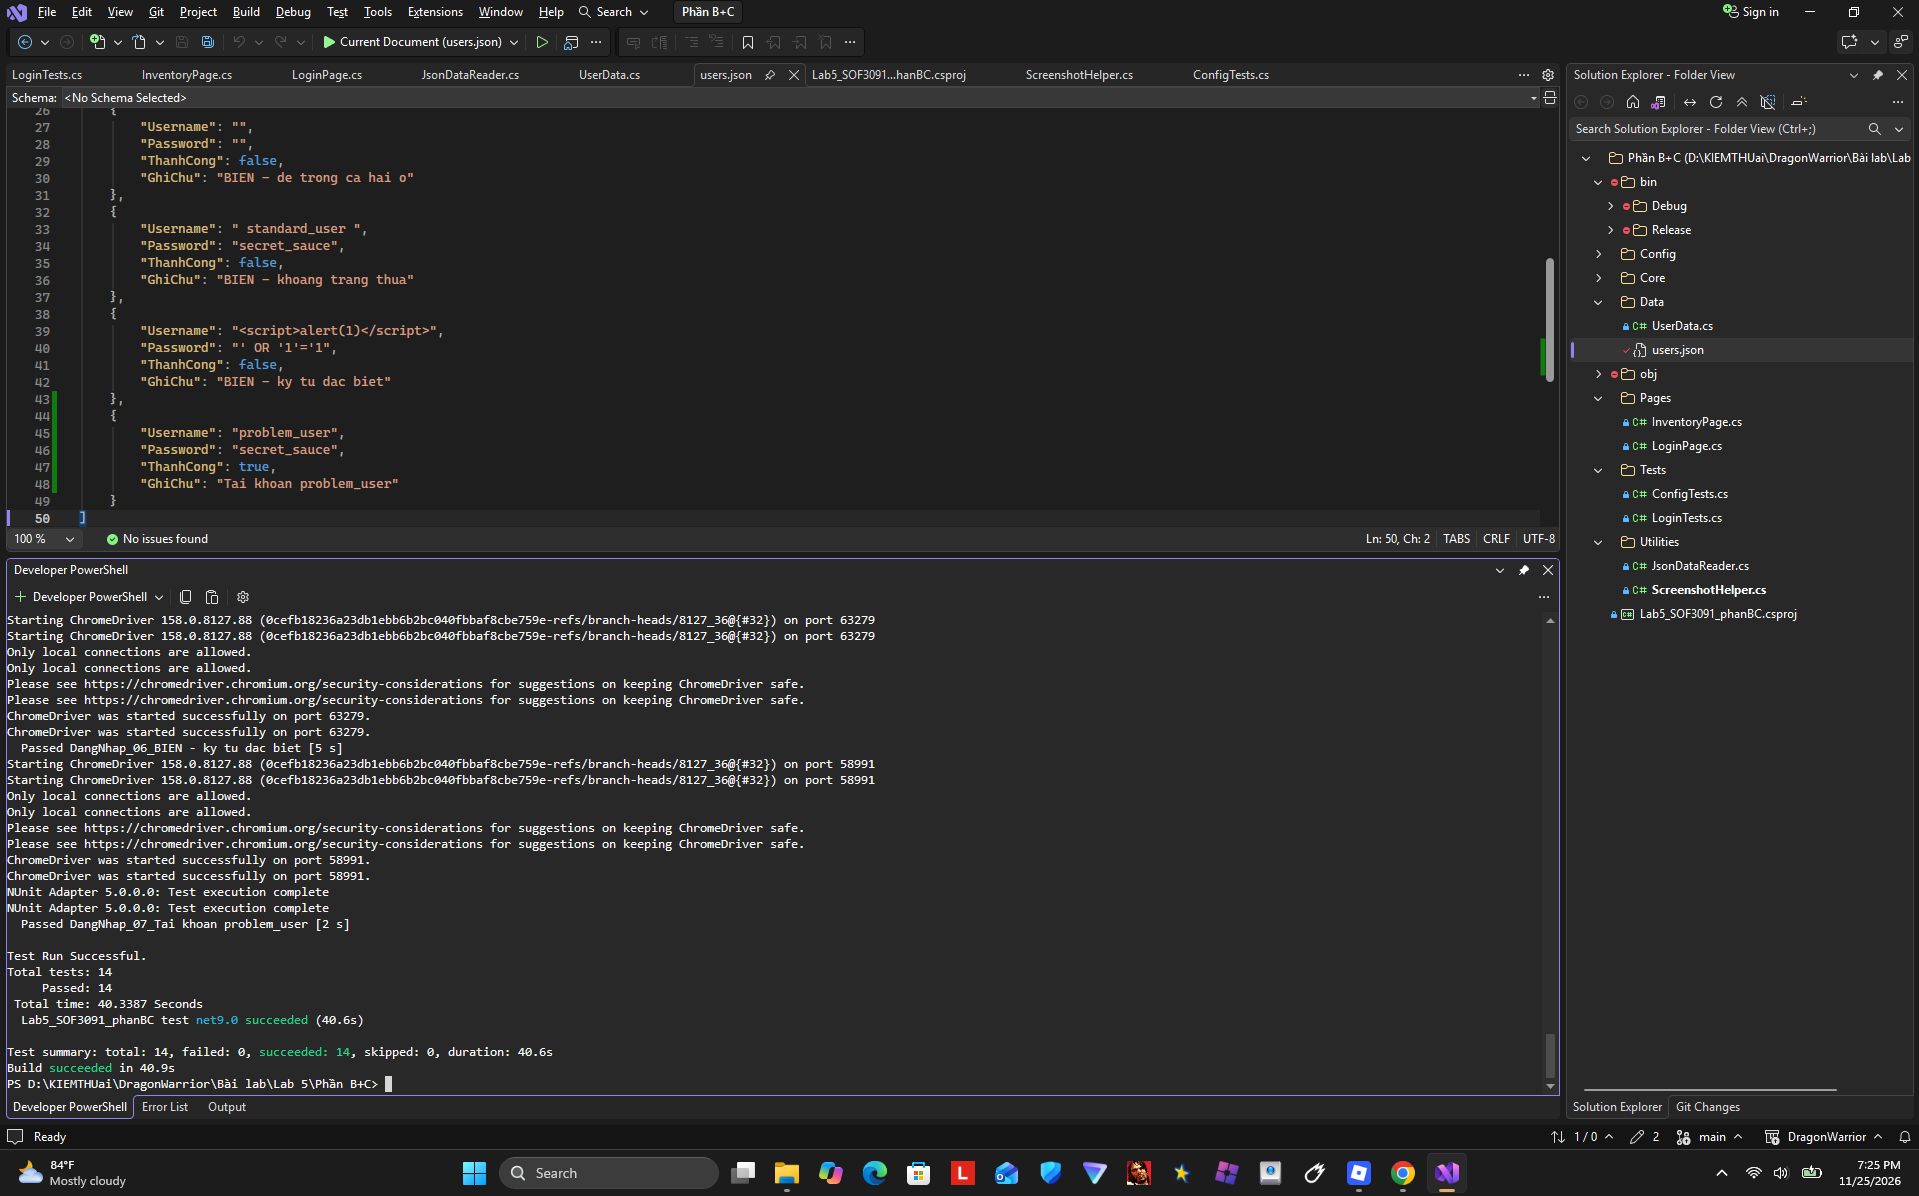 File Edit View Git Project Build Debug Test Tools Extensions Window Help Search Phần B+C Sign in
Current Document (users.json)
LoginTests.cs InventoryPage.cs LoginPage.cs JsonDataReader.cs UserData.cs users.json Lab5_SOF3091...hanBC.csproj ScreenshotHelper.cs ConfigTests.cs
Schema: <No Schema Selected>
26 {
27 "Username": "",
28 "Password": "",
29 "ThanhCong": false,
30 "GhiChu": "BIEN - de trong ca hai o"
31 },
32 {
33 "Username": " standard_user ",
34 "Password": "secret_sauce",
35 "ThanhCong": false,
36 "GhiChu": "BIEN - khoang trang thua"
37 },
38 {
39 "Username": "<script>alert(1)</script>",
40 "Password": "' OR '1'='1",
41 "ThanhCong": false,
42 "GhiChu": "BIEN - ky tu dac biet"
43 },
44 {
45 "Username": "problem_user",
46 "Password": "secret_sauce",
47 "ThanhCong": true,
48 "GhiChu": "Tai khoan problem_user"
49 }
50 ]
100 % No issues found Ln: 50, Ch: 2 TABS CRLF UTF-8
Developer PowerShell
Developer PowerShell
Starting ChromeDriver 158.0.8127.88 (0cefb18236a23db1ebb6b2bc040fbbaf8cbe759e-refs/branch-heads/8127_36@{#32}) on port 63279
Starting ChromeDriver 158.0.8127.88 (0cefb18236a23db1ebb6b2bc040fbbaf8cbe759e-refs/branch-heads/8127_36@{#32}) on port 63279
Only local connections are allowed.
Only local connections are allowed.
Please see https://chromedriver.chromium.org/security-considerations for suggestions on keeping ChromeDriver safe.
Please see https://chromedriver.chromium.org/security-considerations for suggestions on keeping ChromeDriver safe.
ChromeDriver was started successfully on port 63279.
ChromeDriver was started successfully on port 63279.
Passed DangNhap_06_BIEN - ky tu dac biet [5 s]
Starting ChromeDriver 158.0.8127.88 (0cefb18236a23db1ebb6b2bc040fbbaf8cbe759e-refs/branch-heads/8127_36@{#32}) on port 58991
Starting ChromeDriver 158.0.8127.88 (0cefb18236a23db1ebb6b2bc040fbbaf8cbe759e-refs/branch-heads/8127_36@{#32}) on port 58991
Only local connections are allowed.
Only local connections are allowed.
Please see https://chromedriver.chromium.org/security-considerations for suggestions on keeping ChromeDriver safe.
Please see https://chromedriver.chromium.org/security-considerations for suggestions on keeping ChromeDriver safe.
ChromeDriver was started successfully on port 58991.
ChromeDriver was started successfully on port 58991.
NUnit Adapter 5.0.0.0: Test execution complete
NUnit Adapter 5.0.0.0: Test execution complete
Passed DangNhap_07_Tai khoan problem_user [2 s]
Test Run Successful.
Total tests: 14
Passed: 14
Total time: 40.3387 Seconds
Lab5_SOF3091_phanBC test net9.0 succeeded (40.6s)
Test summary: total: 14, failed: 0, succeeded: 14, skipped: 0, duration: 40.6s
Build succeeded in 40.9s
PS D:\KIEMTHUai\DragonWarrior\Bài lab\Lab 5\Phần B+C>
Developer PowerShell Error List Output
Solution Explorer - Folder View
Search Solution Explorer - Folder View (Ctrl+;)
Phần B+C (D:\KIEMTHUai\DragonWarrior\Bài lab\Lab
bin
Debug
Release
Config
Core
Data
C# UserData.cs
users.json
obj
Pages
C# InventoryPage.cs
C# LoginPage.cs
Tests
C# ConfigTests.cs
C# LoginTests.cs
Utilities
C# JsonDataReader.cs
C# ScreenshotHelper.cs
C# Lab5_SOF3091_phanBC.csproj
Solution Explorer Git Changes
Ready 1 / 0 2 main DragonWarrior
84°F
Mostly cloudy
Search
L
7:25 PM
11/25/2026